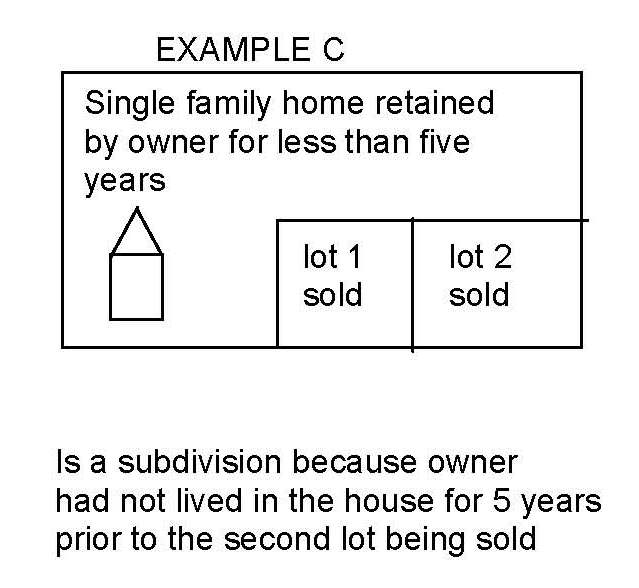 EXAMPLE C
Single family home retained
by owner for less than five
years
lot 1
sold
lot 2
sold
Is a subdivision because owner
had not lived in the house for 5 years
prior to the second lot being sold